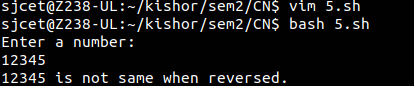 sjcet@Z238-UL:~/kishor/sem2/CN$ vim 5.sh
sjcet@Z238-UL:~/kishor/sem2/CN$ bash 5.sh
Enter a number:
12345
12345 is not same when reversed.